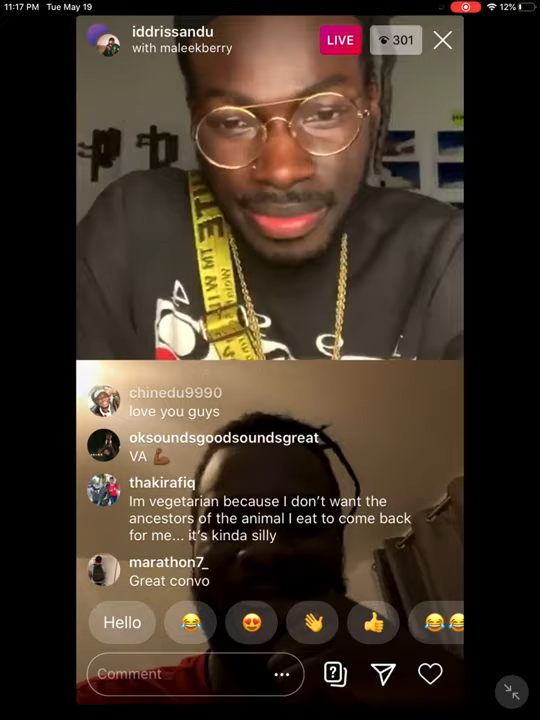 11:17 PM Tue May 19
12%
iddrissandu
with maleekberry
LIVE
301
chinedu9990
love you guys
oksoundsgoodsoundsgreat
VA 💪🏾
thakirafiq
Im vegetarian because I don't want the
ancestors of the animal I eat to come back
for me... it's kinda silly
marathon7_
Great convo
Hello 😂 😍 👋 👍 😂😂
Comment